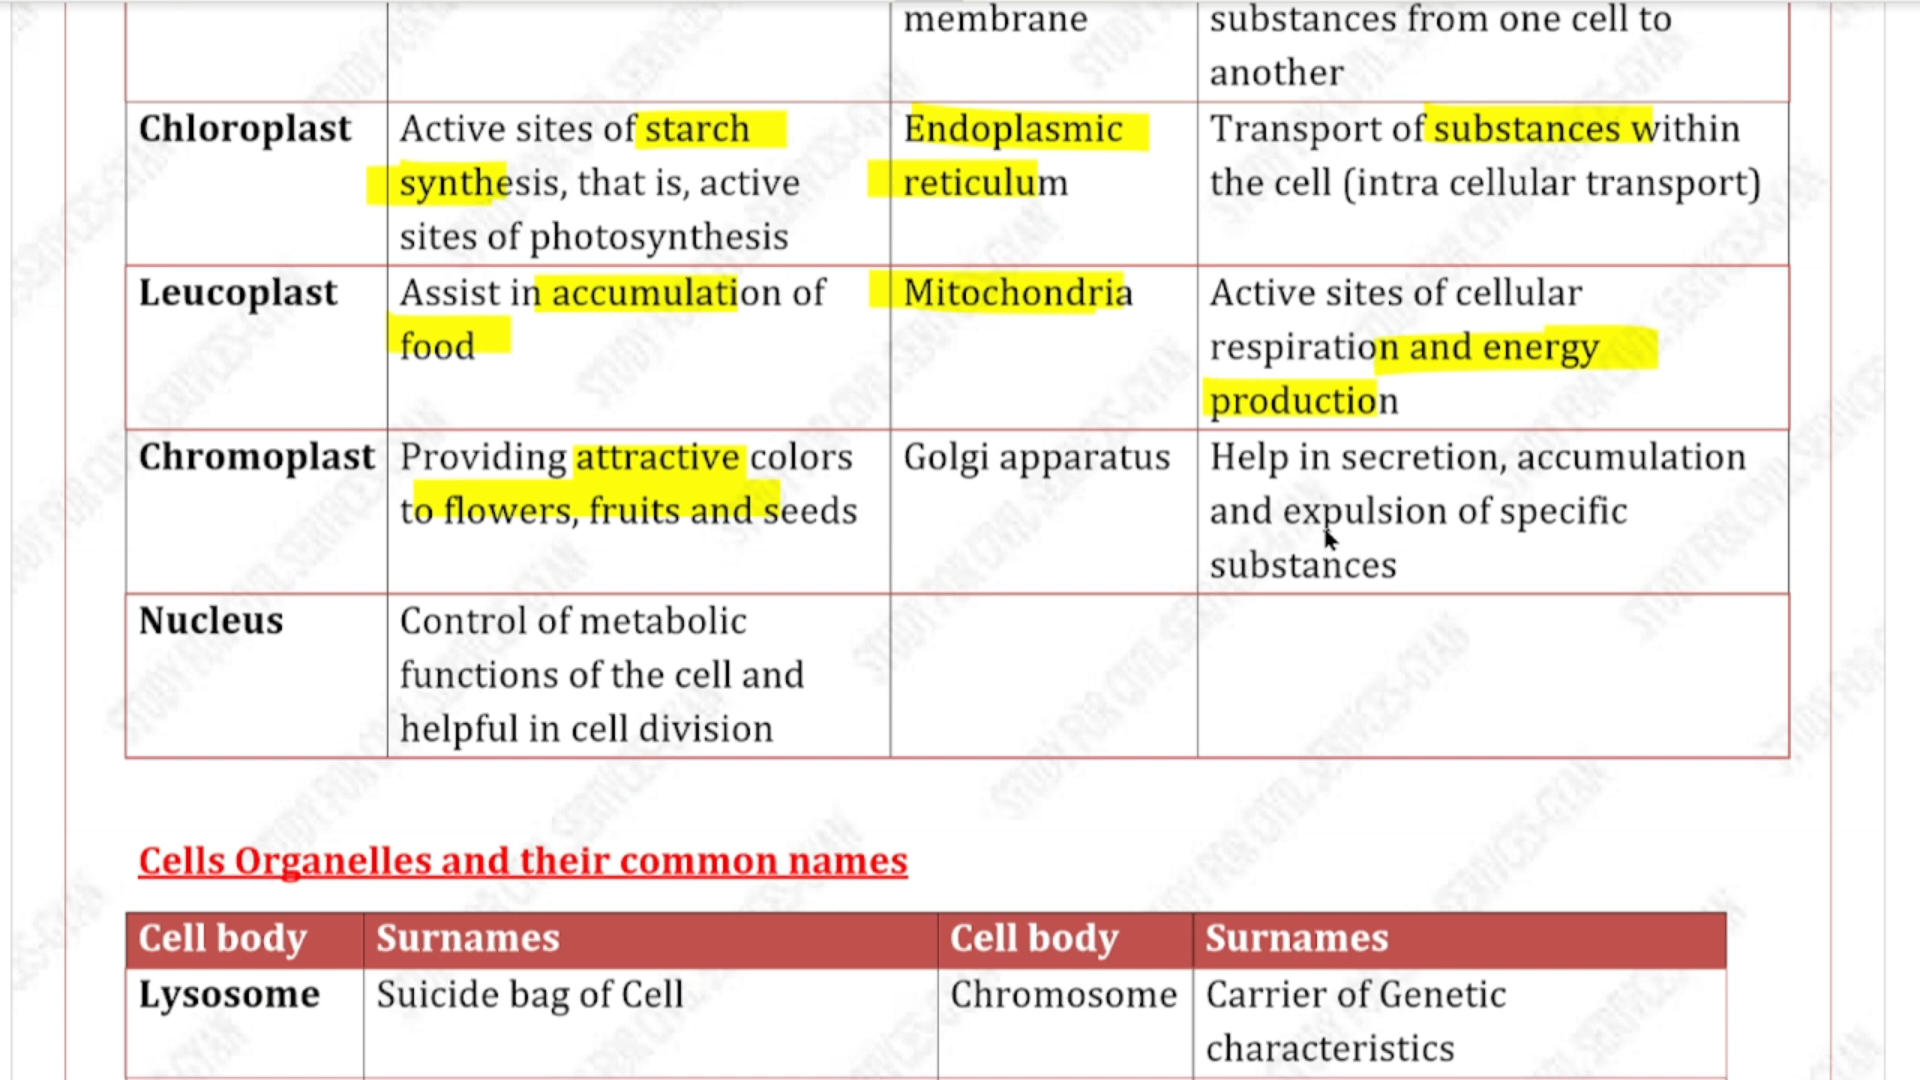 membrane
substances from one cell to
another
Chloroplast
Active sites of starch
synthesis, that is, active
sites of photosynthesis
Endoplasmic
reticulum
Transport of substances within
the cell (intra cellular transport)
Leucoplast
Assist in accumulation of
food
Mitochondria
Active sites of cellular
respiration and energy
production
Chromoplast
Providing attractive colors
to flowers, fruits and seeds
Golgi apparatus
Help in secretion, accumulation
and expulsion of specific
substances
Nucleus
Control of metabolic
functions of the cell and
helpful in cell division
Cells Organelles and their common names
Cell body
Surnames
Cell body
Surnames
Lysosome
Suicide bag of Cell
Chromosome
Carrier of Genetic
characteristics